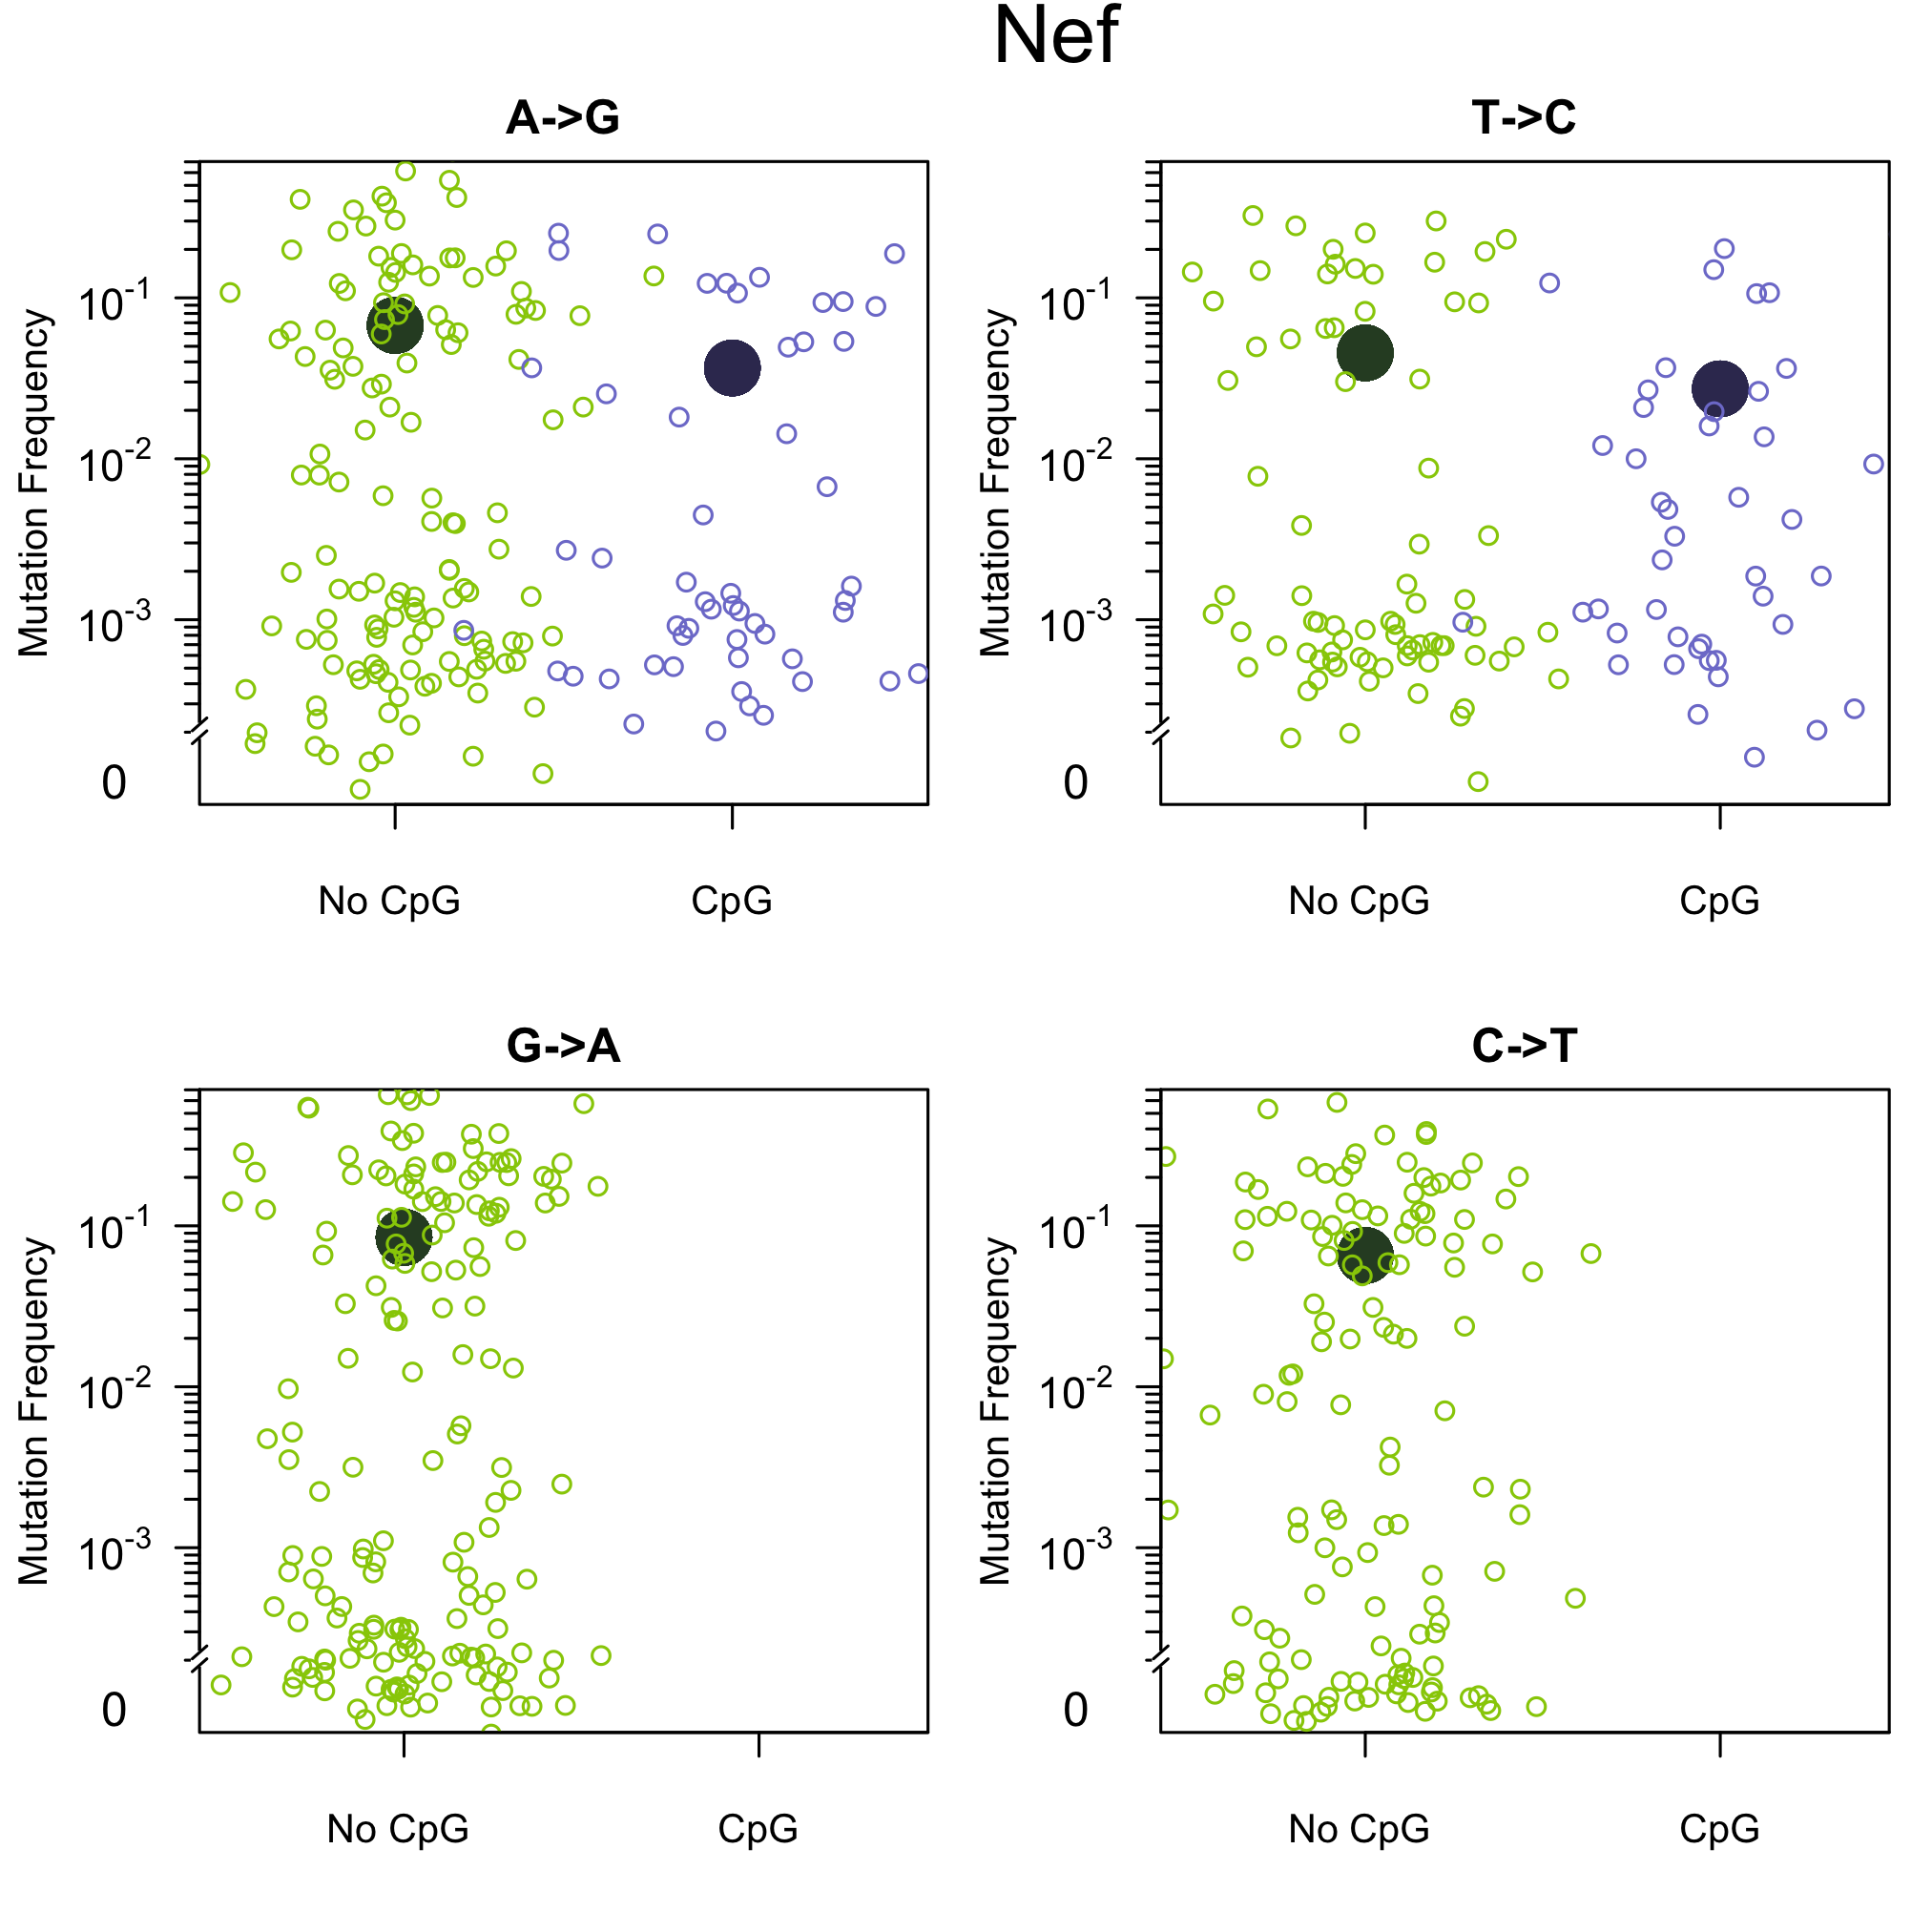 Nef
A->G
T->C
Mutation Frequency
10-1
10-2
10-3
0
No CpG
CpG
Mutation Frequency
10-1
10-2
10-3
0
No CpG
CpG
G->A
C->T
Mutation Frequency
10-1
10-2
10-3
0
No CpG
CpG
Mutation Frequency
10-1
10-2
10-3
0
No CpG
CpG